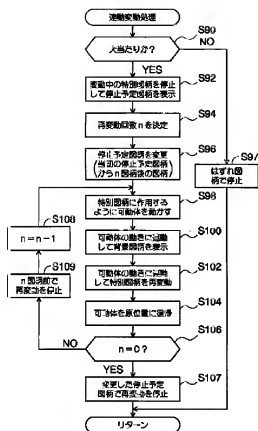 連動変動処理
S90
大当たりか?
NO
YES
S92
変動中の特別図柄を停止
して停止予定図柄を表示
S94
再変動回数nを決定
S96
停止予定図柄を変更
(当初の停止予定図柄
からn図柄後の図柄)
S97
はずれ図
柄で停止
S98
特別図柄に作用する
ように可動体を動かす
S108
n=n-1
S100
可動体の動きに連動
して背景図柄を表示
S109
n図柄前で
再変動を停止
S102
可動体の動きに連動
して特別図柄を再変動
S104
可動体を原位置に復帰
S106
NO
n=0?
YES
S107
変更した停止予定
図柄で再変動を停止
リターン